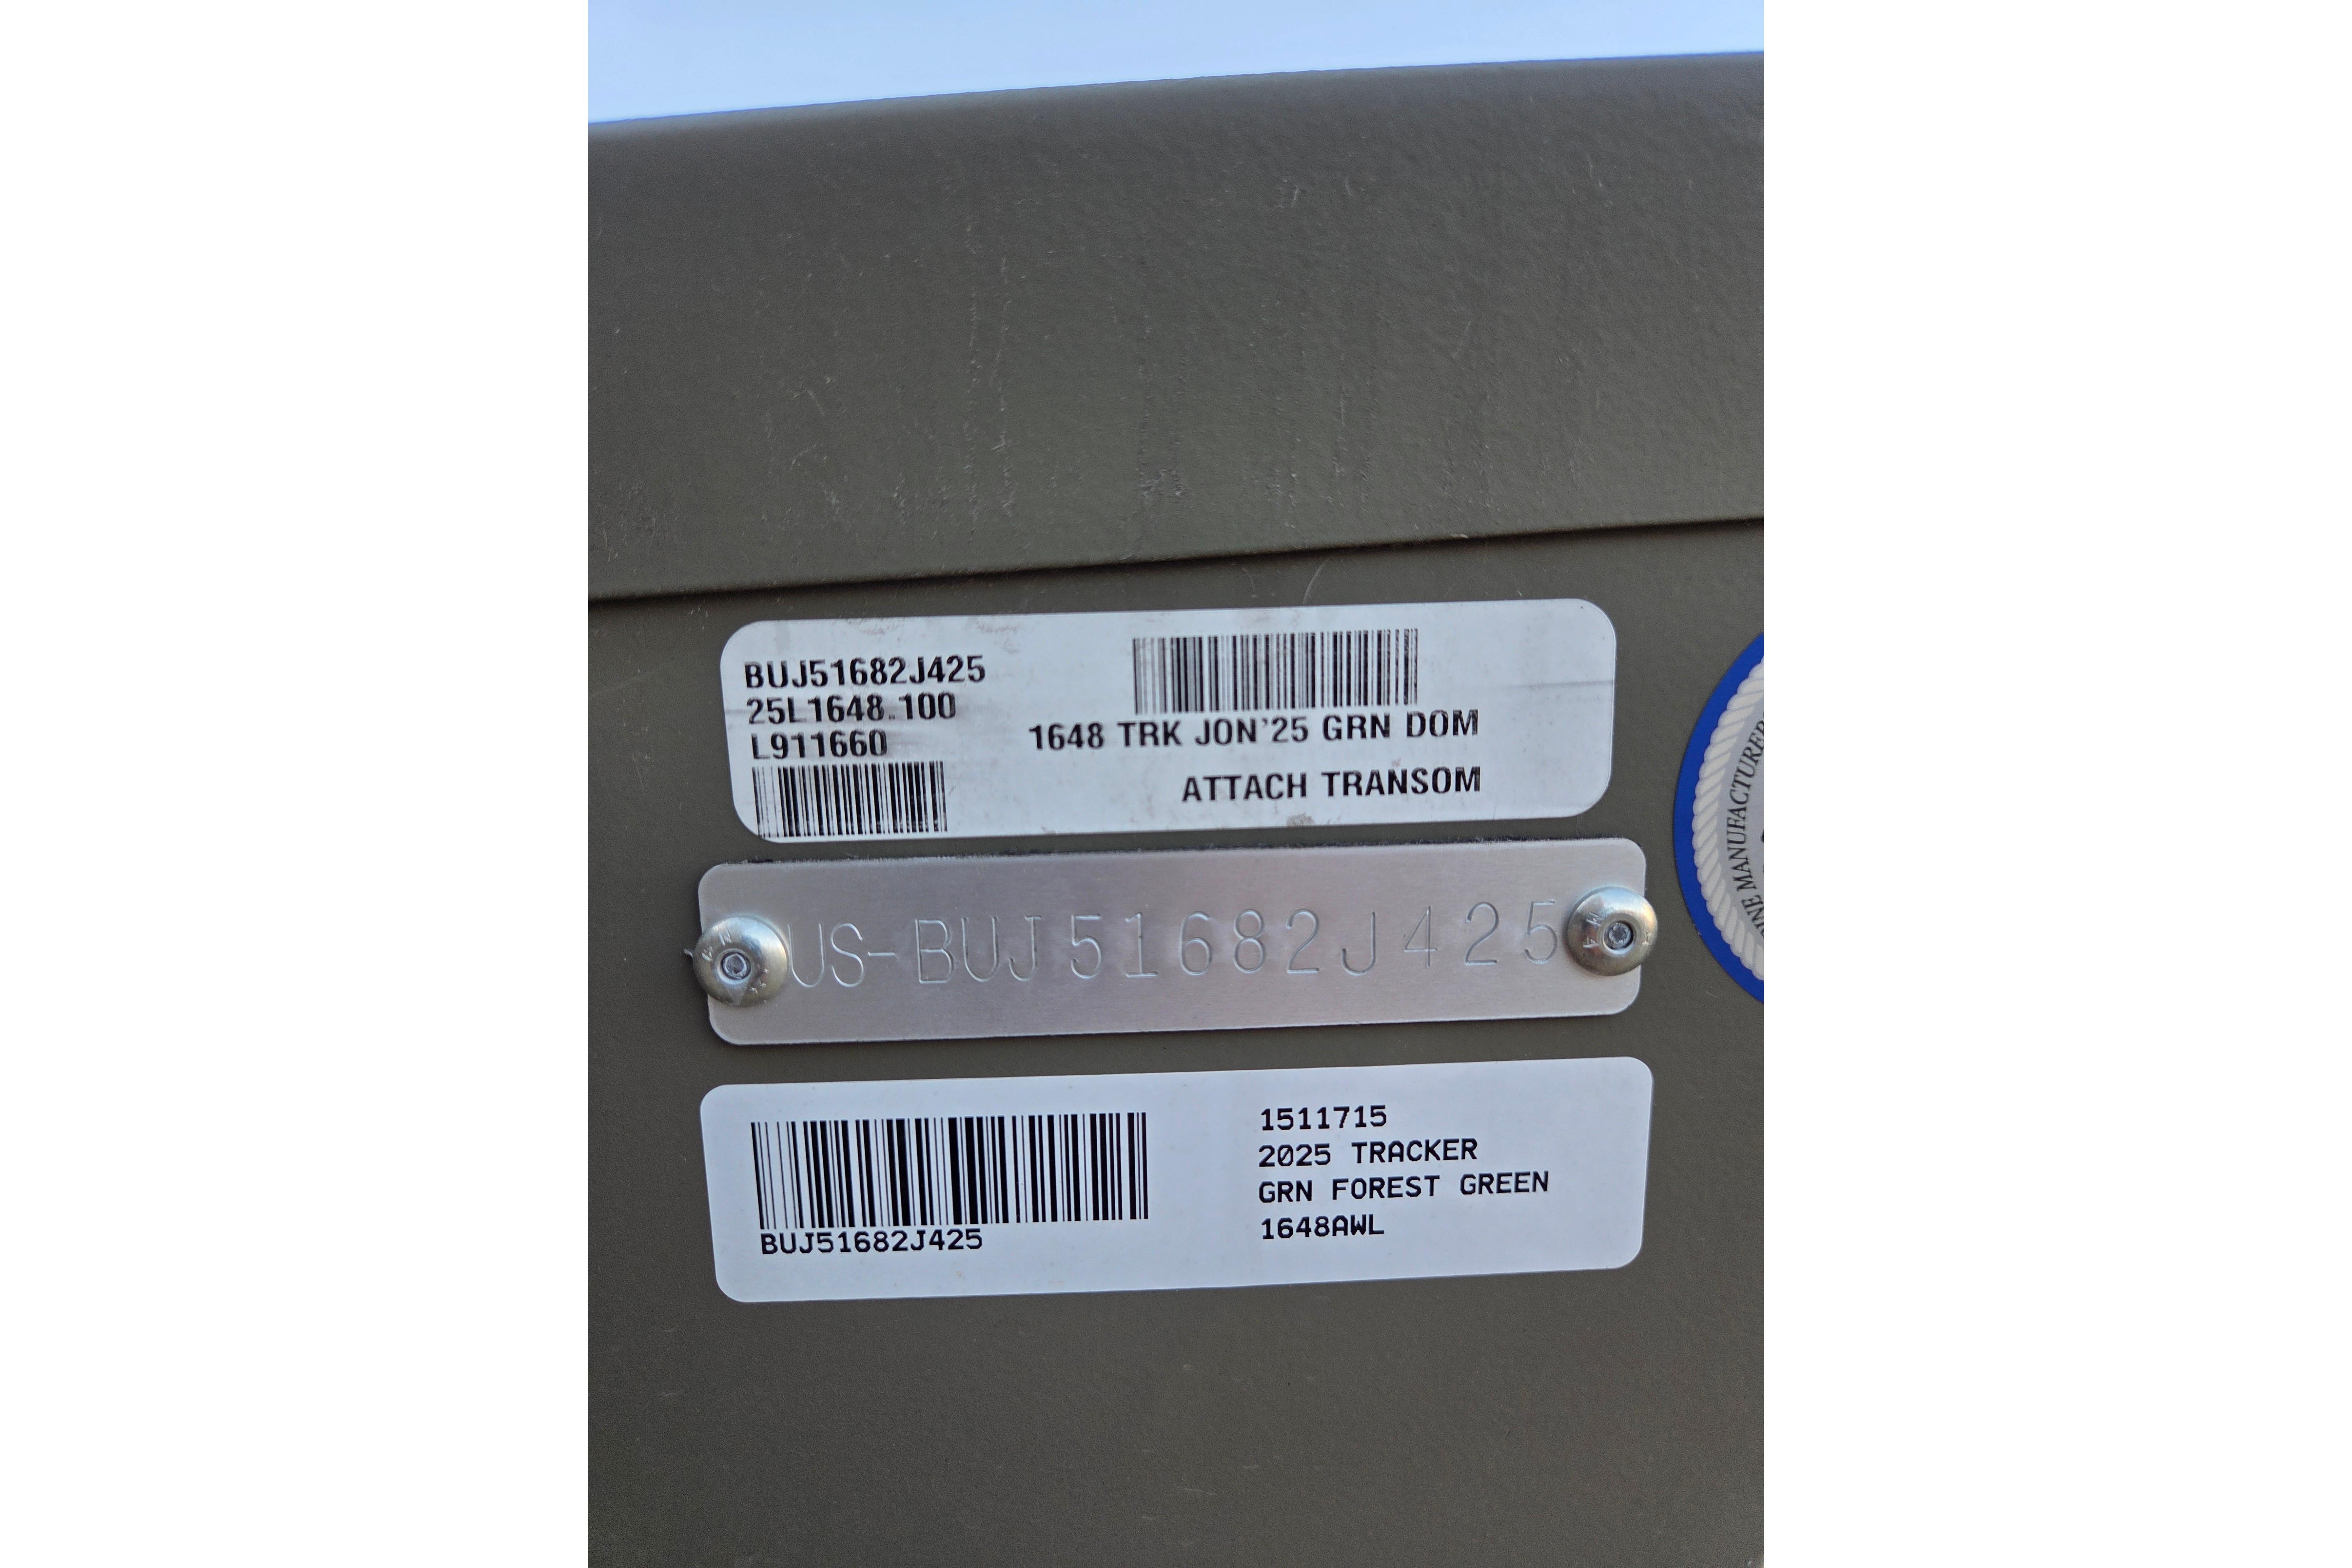 BUJ51682J425
25L1648.100
L911660
1648 TRK JON'25 GRN DOM
ATTACH TRANSOM
US-BUJ51682J425
BUJ51682J425
1511715
2025 TRACKER
GRN FOREST GREEN
1648AWL
MANUFACTURER